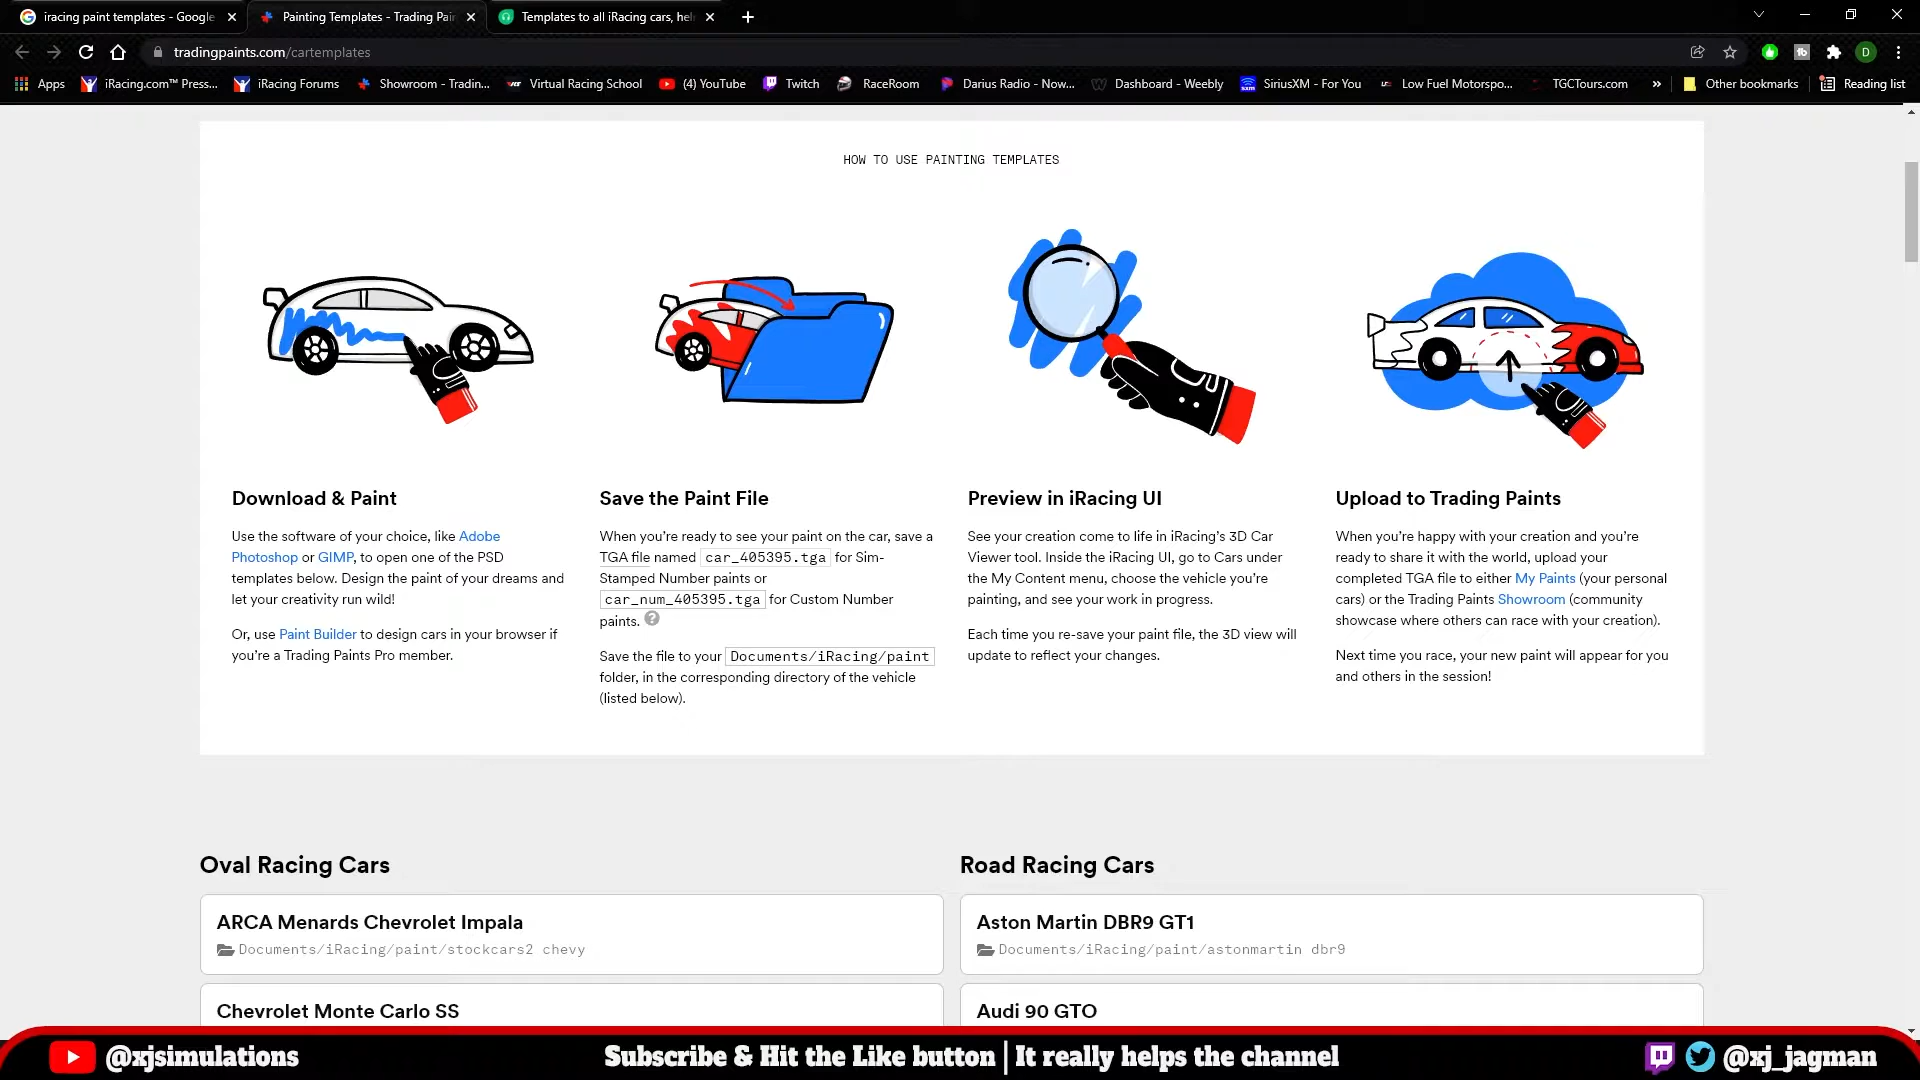 iracing paint templates - Google
Painting Templates - Trading Pai
Templates to all iRacing cars, hel
tradingpaints.com/cartemplates
D
Apps
iRacing.com™ Press...
iRacing Forums
Showroom - Tradin...
Virtual Racing School
(4) YouTube
Twitch
RaceRoom
Darius Radio - Now...
Dashboard - Weebly
SiriusXM - For You
Low Fuel Motorspo...
TGCTours.com
»
Other bookmarks
Reading list
HOW TO USE PAINTING TEMPLATES
Download & Paint
Use the software of your choice, like Adobe
Photoshop or GIMP, to open one of the PSD
templates below. Design the paint of your dreams and
let your creativity run wild!
Or, use Paint Builder to design cars in your browser if
you're a Trading Paints Pro member.
Save the Paint File
When you're ready to see your paint on the car, save a
TGA file named car_405395.tga for Sim-
Stamped Number paints or
car_num_405395.tga for Custom Number
paints. ?
Save the file to your Documents/iRacing/paint
folder, in the corresponding directory of the vehicle
(listed below).
Preview in iRacing UI
See your creation come to life in iRacing's 3D Car
Viewer tool. Inside the iRacing UI, go to Cars under
the My Content menu, choose the vehicle you're
painting, and see your work in progress.
Each time you re-save your paint file, the 3D view will
update to reflect your changes.
Upload to Trading Paints
When you're happy with your creation and you're
ready to share it with the world, upload your
completed TGA file to either My Paints (your personal
cars) or the Trading Paints Showroom (community
showcase where others can race with your creation).
Next time you race, your new paint will appear for you
and others in the session!
Oval Racing Cars
ARCA Menards Chevrolet Impala
Documents/iRacing/paint/stockcars2 chevy
Chevrolet Monte Carlo SS
Road Racing Cars
Aston Martin DBR9 GT1
Documents/iRacing/paint/astonmartin dbr9
Audi 90 GTO
@xjsimulations
Subscribe & Hit the Like button | It really helps the channel
@xj_jagman